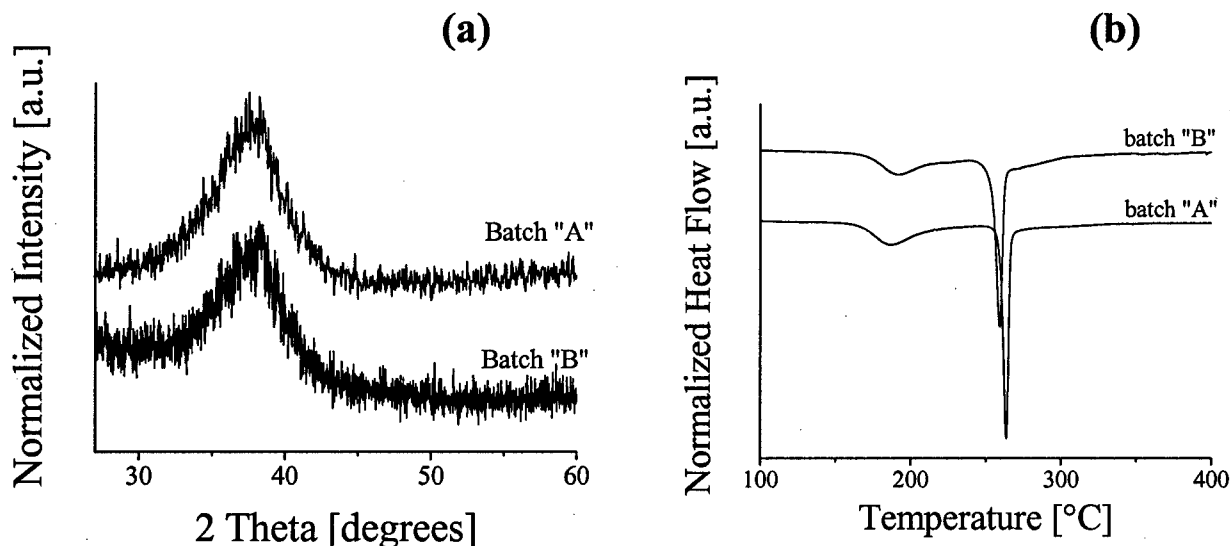 (a)
Normalized Intensity [a.u.]
Batch "A"
Batch "B"
30
40
50
60
2 Theta [degrees]
(b)
Normalized Heat Flow [a.u.]
batch "B"
batch "A"
100
200
300
400
Temperature [°C]